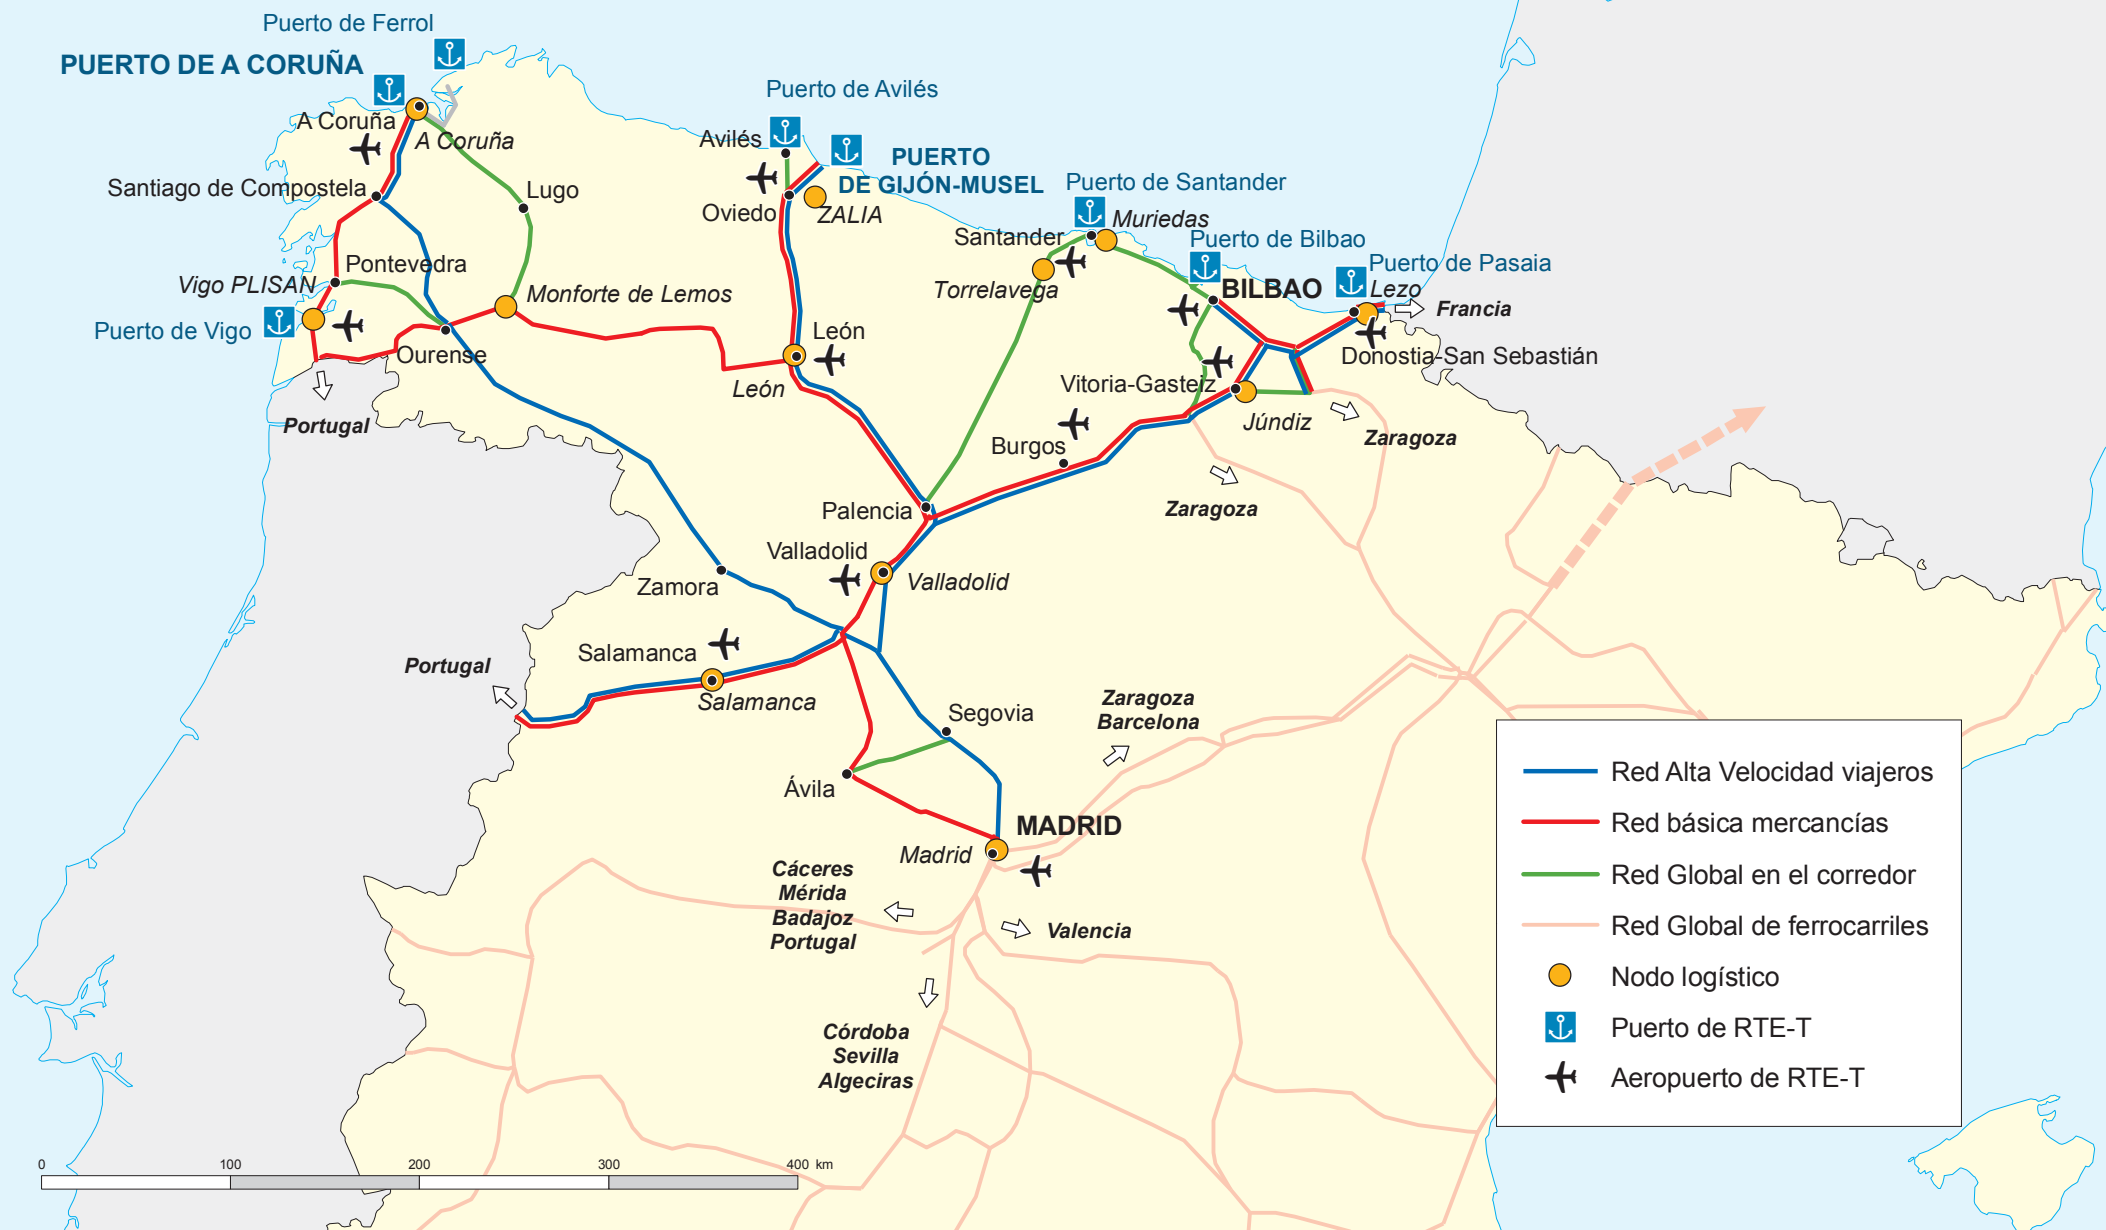 Puerto de Ferrol
PUERTO DE A CORUÑA
A Coruña
A Coruña
Santiago de Compostela
Lugo
Pontevedra
Vigo PLISAN
Puerto de Vigo
Monforte de Lemos
Ourense
Portugal
Puerto de Avilés
Avilés
PUERTO
DE GIJÓN-MUSEL
Oviedo
ZALIA
León
León
Puerto de Santander
Muriedas
Santander
Torrelavega
Puerto de Bilbao
BILBAO
Puerto de Pasaia
Lezo
Francia
Donostia-San Sebastián
Vitoria-Gasteiz
Júndiz
Zaragoza
Burgos
Zaragoza
Palencia
Valladolid
Valladolid
Zamora
Salamanca
Salamanca
Portugal
Segovia
Zaragoza
Barcelona
Ávila
MADRID
Madrid
Cáceres
Mérida
Badajoz
Portugal
Valencia
Córdoba
Sevilla
Algeciras
Red Alta Velocidad viajeros
Red básica mercancías
Red Global en el corredor
Red Global de ferrocarriles
Nodo logístico
Puerto de RTE-T
Aeropuerto de RTE-T
0 100 200 300 400 km